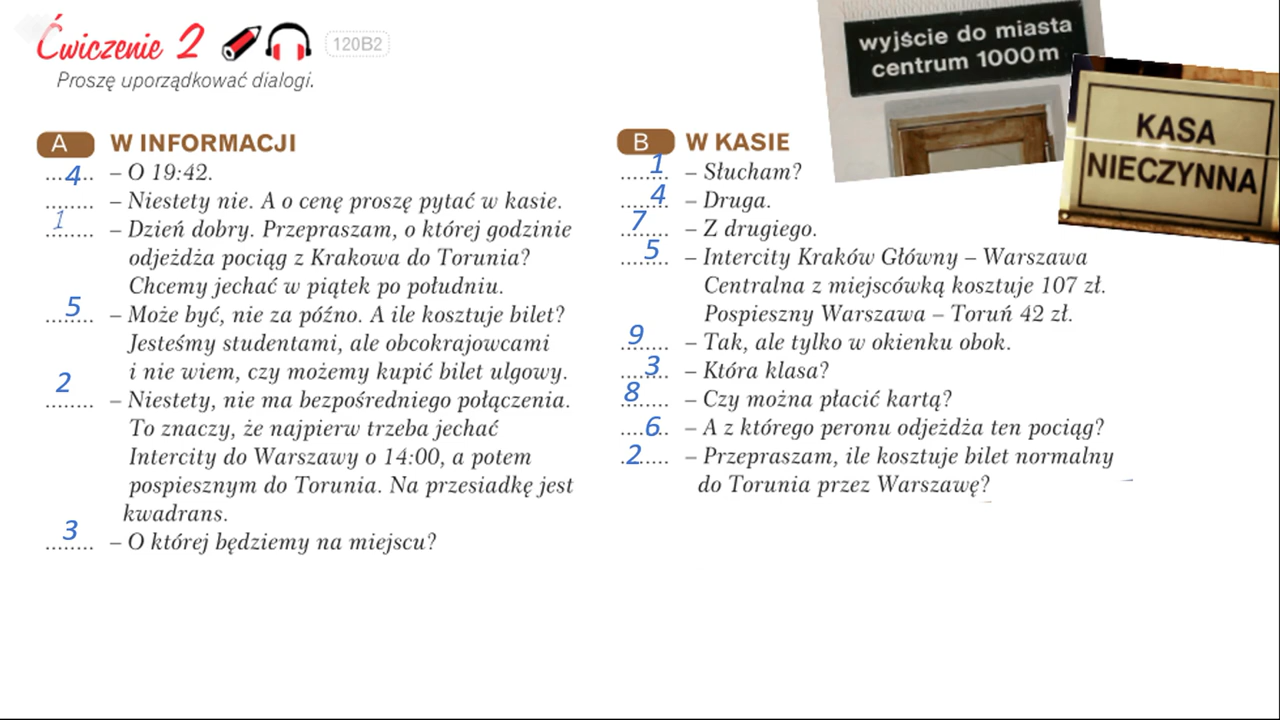 Ćwiczenie 2 120B2
Proszę uporządkować dialogi.
wyjście do miasta
centrum 1000m
KASA
NIECZYNNA
A W INFORMACJI
4 – O 19:42.
........ – Niestety nie. A o cenę proszę pytać w kasie.
1 – Dzień dobry. Przepraszam, o której godzinie
odjeżdża pociąg z Krakowa do Torunia?
Chcemy jechać w piątek po południu.
5 – Może być, nie za późno. A ile kosztuje bilet?
Jesteśmy studentami, ale obcokrajowcami
i nie wiem, czy możemy kupić bilet ulgowy.
2 – Niestety, nie ma bezpośredniego połączenia.
To znaczy, że najpierw trzeba jechać
Intercity do Warszawy o 14:00, a potem
pospiesznym do Torunia. Na przesiadkę jest
kwadrans.
3 – O której będziemy na miejscu?
B W KASIE
1 – Słucham?
4 – Druga.
7 – Z drugiego.
5 – Intercity Kraków Główny – Warszawa
Centralna z miejscówką kosztuje 107 zł.
Pospieszny Warszawa – Toruń 42 zł.
9 – Tak, ale tylko w okienku obok.
3 – Która klasa?
8 – Czy można płacić kartą?
6 – A z którego peronu odjeżdża ten pociąg?
2 – Przepraszam, ile kosztuje bilet normalny
do Torunia przez Warszawę?